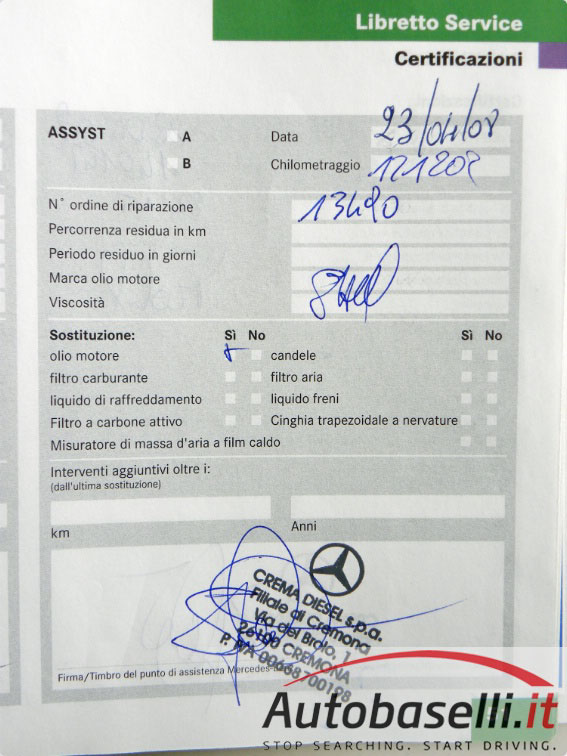 Libretto Service
Certificazioni
ASSYST A Data 23/04/08
B Chilometraggio 171202
N° ordine di riparazione 13490
Percorrenza residua in km
Periodo residuo in giorni
Marca olio motore
Viscosità
Sostituzione: Sì No Sì No
olio motore candele
filtro carburante filtro aria
liquido di raffreddamento liquido freni
Filtro a carbone attivo Cinghia trapezoidale a nervature
Misuratore di massa d'aria a film caldo
Interventi aggiuntivi oltre i:
(dall'ultima sostituzione)
km Anni
CREMA DIESEL s.p.a.
Filiale di Cremona
Via del Brolo, 1
26100 CREMONA
P. IVA 00668700198
Firma/Timbro del punto di assistenza Mercedes-
Autobaselli.it
STOP SEARCHING. START DRIVING.